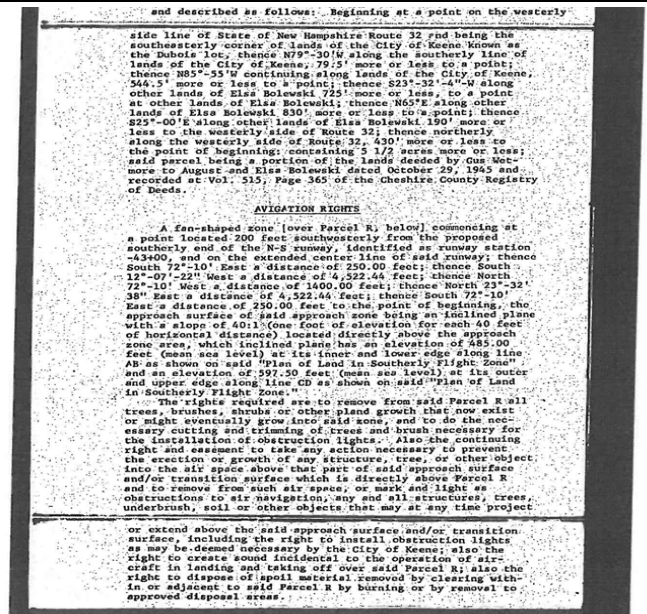 and described as follows: Beginning at a point on the westerly
side line of State of New Hampshire Route 32 and being the
southeasterly corner of lands of the City of Keene known as
the Dubois lot, thence N79°-30'W along the southerly line of
lands of the City of Keene, 79.5' more or less to a point;
thence N85°-55'W continuing along lands of the City of Keene,
544.5' more or less to a point; thence S23°-32'-4"-W along
other lands of Elsa Bolewski 725' more or less, to a point
at other lands of Elsa Bolewski; thence N65°E along other
lands of Elsa Bolewski 830' more or less to a point; thence
S25°-00'E along other lands of Elsa Bolewski 190' more or
less to the westerly side of Route 32; thence northerly
along the westerly side of Route 32, 430' more or less to
the point of beginning; containing 5 1/2 acres more or less;
said parcel being a portion of the lands deeded by Gus Wet-
more to August and Elsa Bolewski dated October 29, 1945 and
recorded at Vol. 515, Page 365 of the Cheshire County Registry
of Deeds.
AVIGATION RIGHTS
A fan-shaped zone [over Parcel R, below] commencing at
a point located 200 feet southwesterly from the proposed
southerly end of the N-S runway, identified as runway station
-43+00, and on the extended center line of said runway; thence
South 72°-10' East a distance of 250.00 feet; thence South
12°-07'-22" West a distance of 4,522.44 feet; thence North
72°-10' West a distance of 1400.00 feet; thence North 23°-32'
38" East a distance of 4,522.44 feet; thence South 72°-10'
East a distance of 250.00 feet to the point of beginning, the
approach surface of said approach zone being an inclined plane
with a slope of 40:1 (one foot of elevation for each 40 feet
of horizontal distance) located directly above the approach
zone area, which inclined plane has an elevation of 485.00
feet (mean sea level) at its inner and lower edge along line
AB as shown on said "Plan of Land in Southerly Flight Zone"
and an elevation of 597.50 feet (mean sea level) at its outer
and upper edge along line CD as shown on said "Plan of Land
in Southerly Flight Zone."
The rights required are to remove from said Parcel R all
trees, brushes, shrubs or other pland growth that now exist
or might eventually grow into said zone, and to do the nec-
essary cutting and trimming of trees and brush necessary for
the installation of obstruction lights. Also the continuing
right and easement to take any action necessary to prevent
the erection or growth of any structure, tree, or other object
into the air space above that part of said approach surface
and/or transition surface which is directly above Parcel R
and to remove from such air space, or mark and light as
obstructions to air navigation, any and all structures, trees,
underbrush, soil or other objects that may at any time project
or extend above the said approach surface and/or transition
surface, including the right to install obstruction lights
as may be deemed necessary by the City of Keene; also the
right to create sound incidental to the operation of air-
craft in landing and taking off over said Parcel R; also the
right to dispose of spoil material removed by clearing with-
in or adjacent to said Parcel R by burning or by removal to
approved disposal areas.